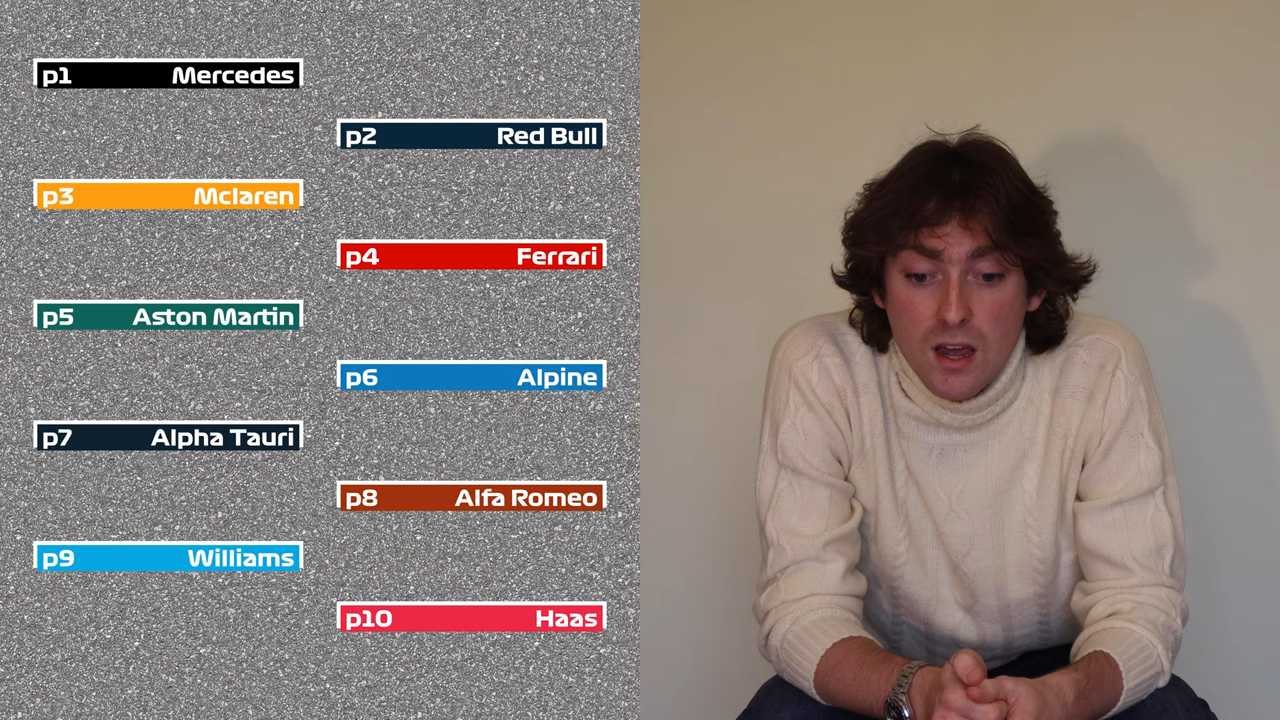 p1 Mercedes
p2 Red Bull
p3 Mclaren
p4 Ferrari
p5 Aston Martin
p6 Alpine
p7 Alpha Tauri
p8 Alfa Romeo
p9 Williams
p10 Haas